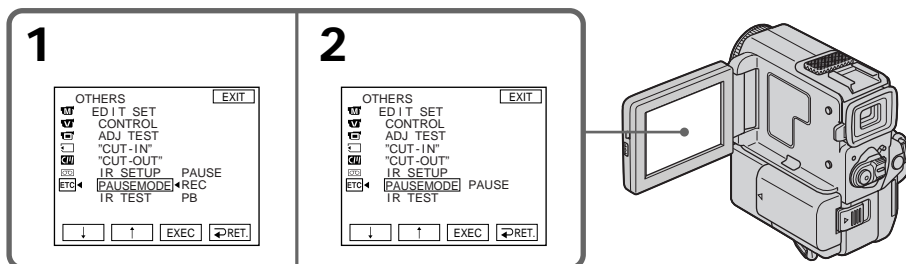 1
OTHERS EXIT
EDIT SET
CONTROL
ADJ TEST
"CUT-IN"
"CUT-OUT"
IR SETUP PAUSE
ETC PAUSEMODE REC
IR TEST PB
↓ ↑ EXEC RET.
2
OTHERS EXIT
EDIT SET
CONTROL
ADJ TEST
"CUT-IN"
"CUT-OUT"
IR SETUP
ETC PAUSEMODE PAUSE
IR TEST
↓ ↑ EXEC RET.